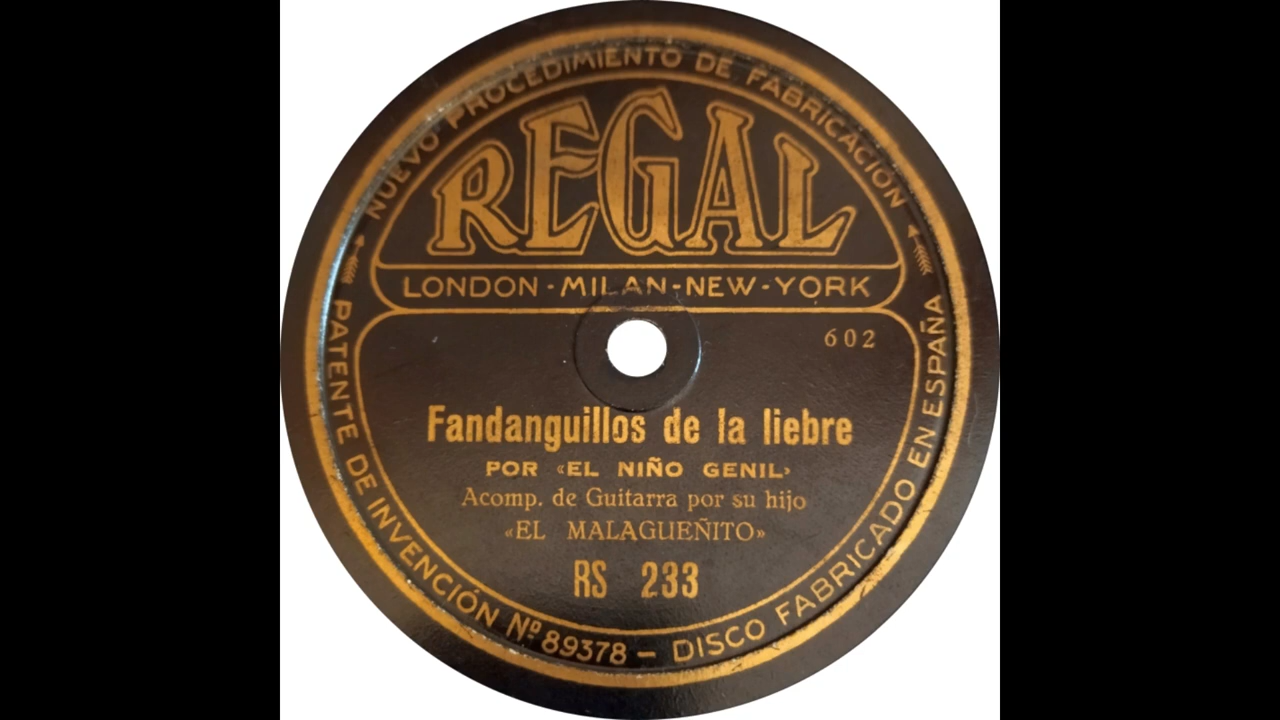 NUEVO PROCEDIMIENTO DE FABRICACIÓN
REGAL
LONDON - MILAN - NEW - YORK
602
Fandanguillos de la liebre
POR «EL NIÑO GENIL»
Acomp. de Guitarra por su hijo
«EL MALAGUEÑITO»
RS 233
PATENTE DE INVENCIÓN Nº 89378 - DISCO FABRICADO EN ESPAÑA